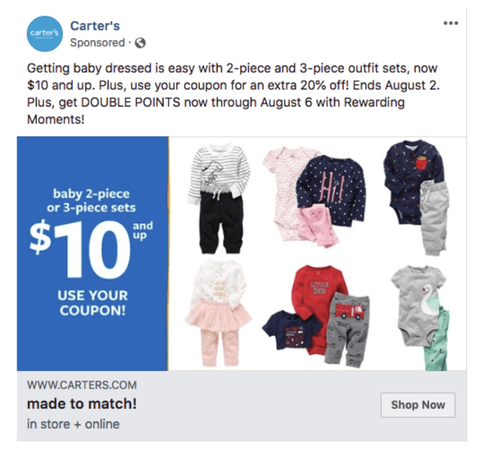 carter's
Carter's
Sponsored ·
Getting baby dressed is easy with 2-piece and 3-piece outfit sets, now
$10 and up. Plus, use your coupon for an extra 20% off! Ends August 2.
Plus, get DOUBLE POINTS now through August 6 with Rewarding
Moments!
baby 2-piece
or 3-piece sets
$10 and up
USE YOUR
COUPON!
Hi!
WWW.CARTERS.COM
made to match!
in store + online
Shop Now